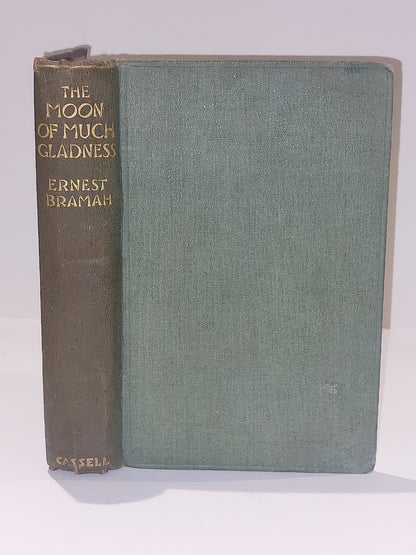 THE
MOON
OF MUCH
GLADNESS
ERNEST
BRAMAH
CASSELL